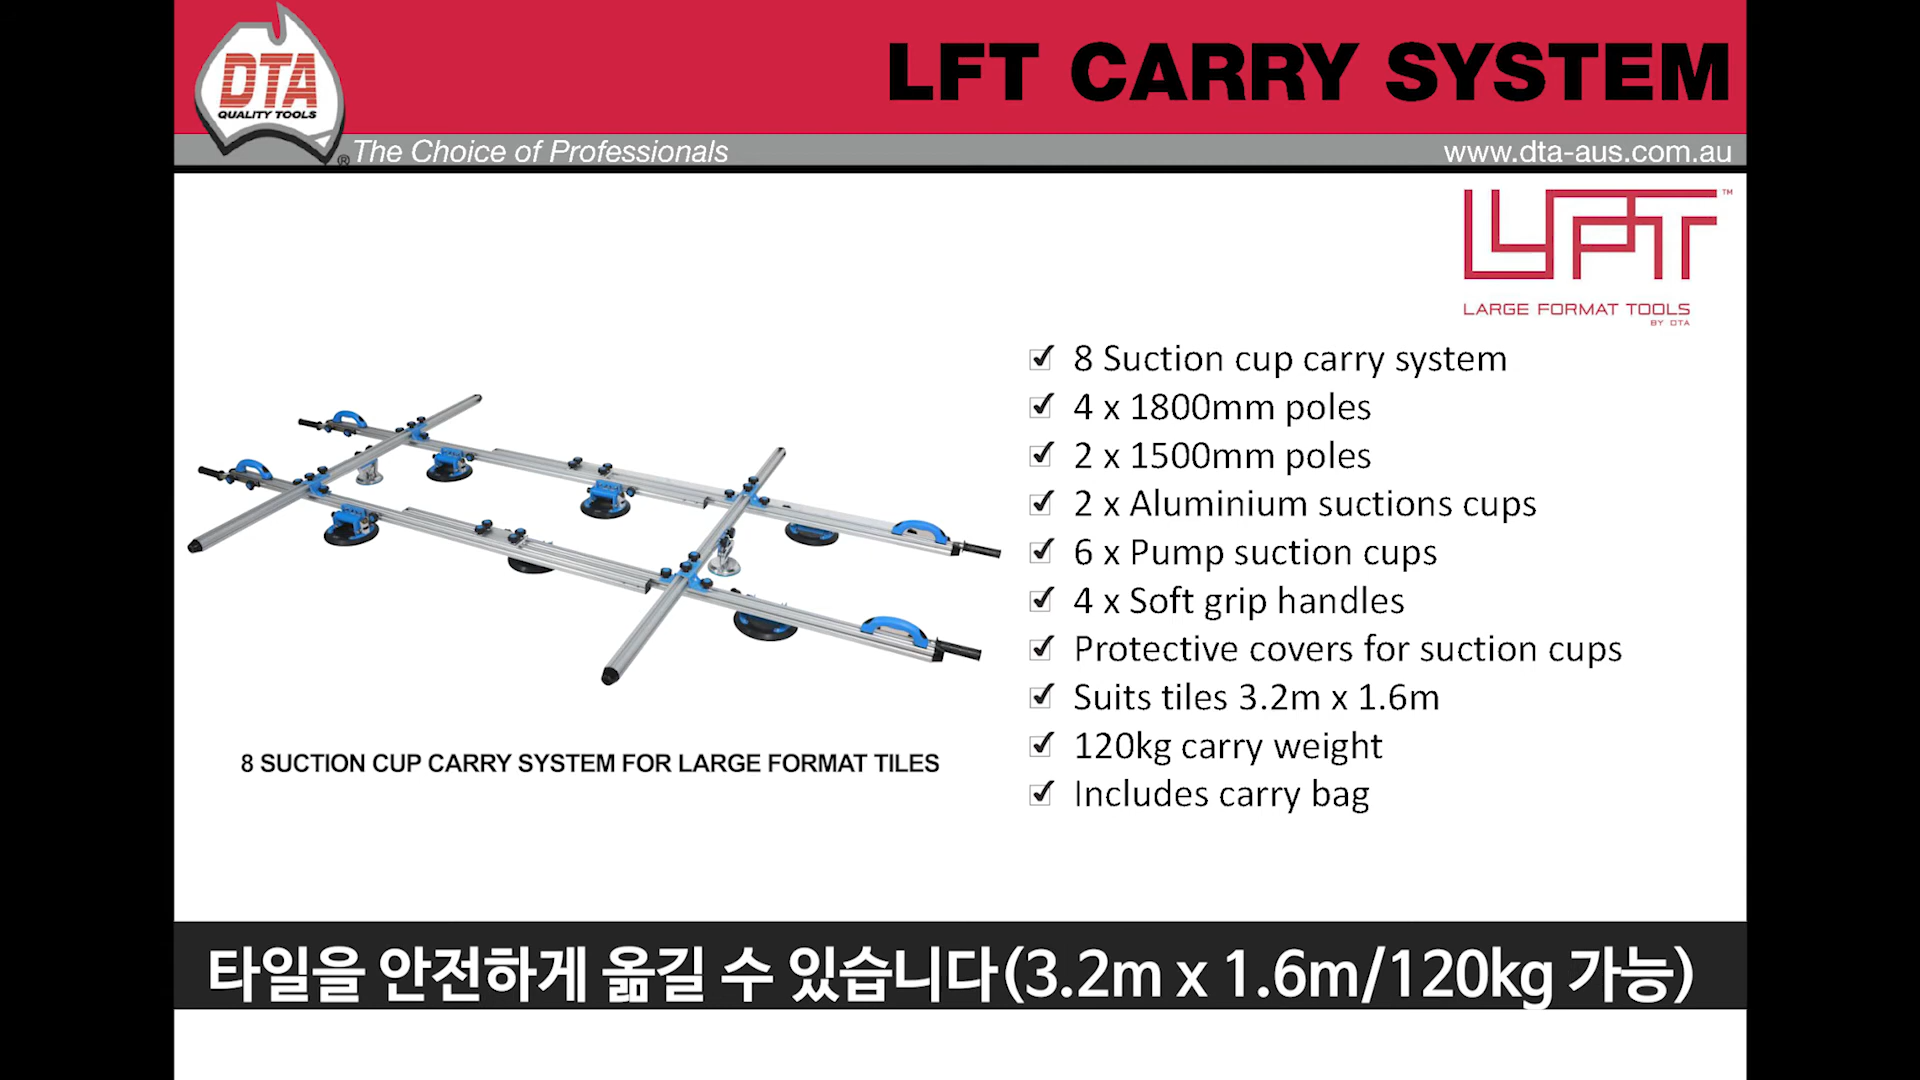 DTA
QUALITY TOOLS
®
LFT CARRY SYSTEM
The Choice of Professionals
www.dta-aus.com.au
LFT™
LARGE FORMAT TOOLS
BY DTA
8 Suction cup carry system
4 x 1800mm poles
2 x 1500mm poles
2 x Aluminium suctions cups
6 x Pump suction cups
4 x Soft grip handles
Protective covers for suction cups
Suits tiles 3.2m x 1.6m
120kg carry weight
Includes carry bag
8 SUCTION CUP CARRY SYSTEM FOR LARGE FORMAT TILES
타일을 안전하게 옮길 수 있습니다(3.2m x 1.6m/120kg 가능)